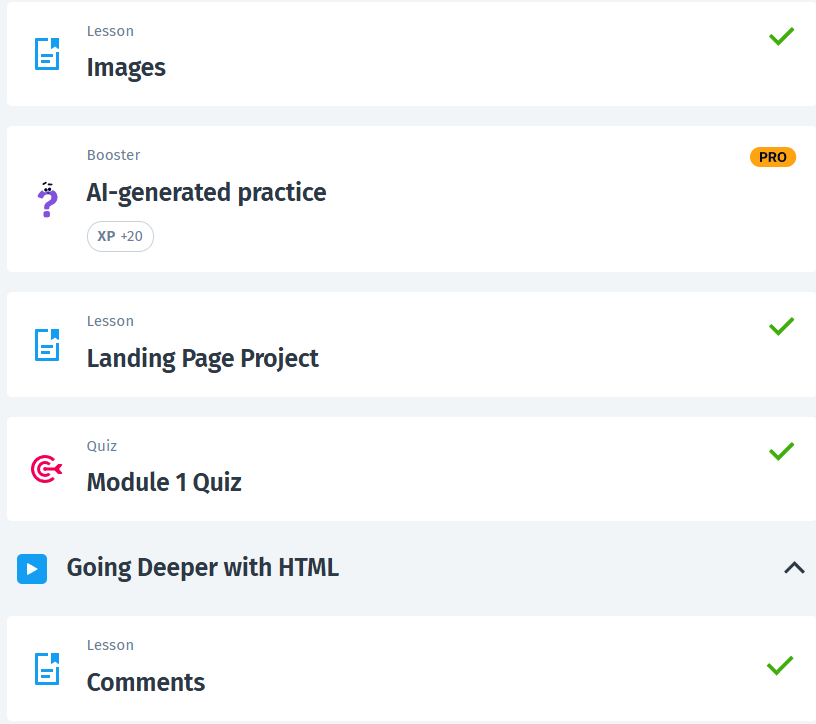 Lesson
Images
Booster
PRO
AI-generated practice
XP +20
Lesson
Landing Page Project
Quiz
Module 1 Quiz
Going Deeper with HTML
Lesson
Comments